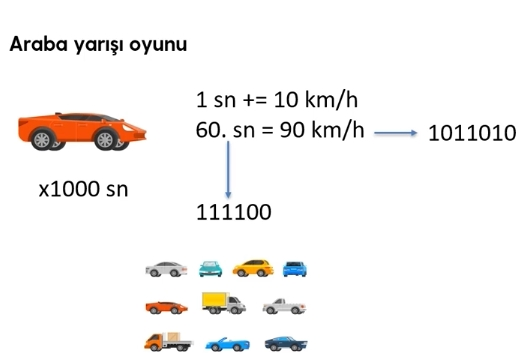 Araba yarışı oyunu
1 sn += 10 km/h
60. sn = 90 km/h 1011010
x1000 sn
111100